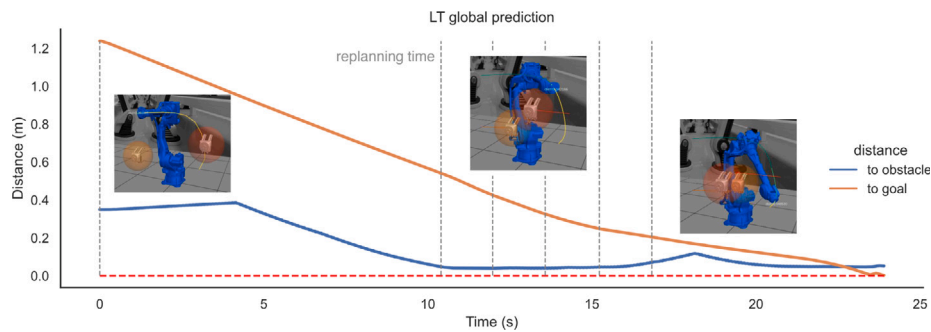 LT global prediction
replanning time
Distance (m)
1.2
1.0
0.8
0.6
0.4
0.2
0.0
0
5
10
15
20
25
Time (s)
distance
to obstacle
to goal